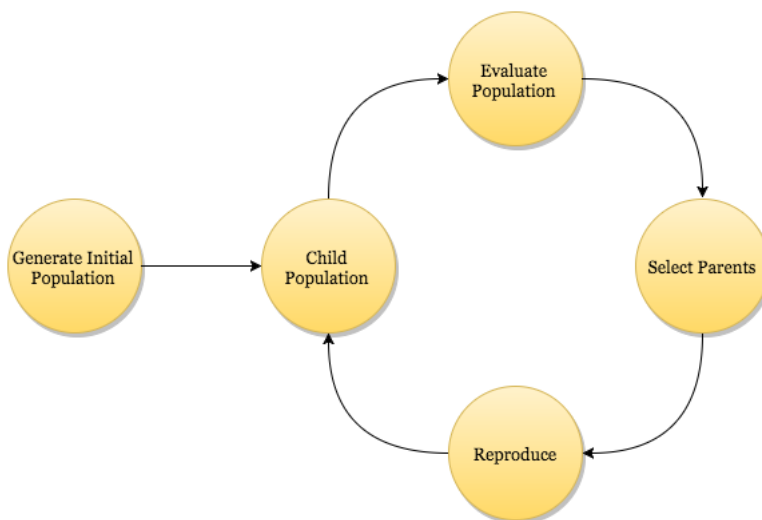 Evaluate
Population
Generate Initial
Population
Child
Population
Select Parents
Reproduce